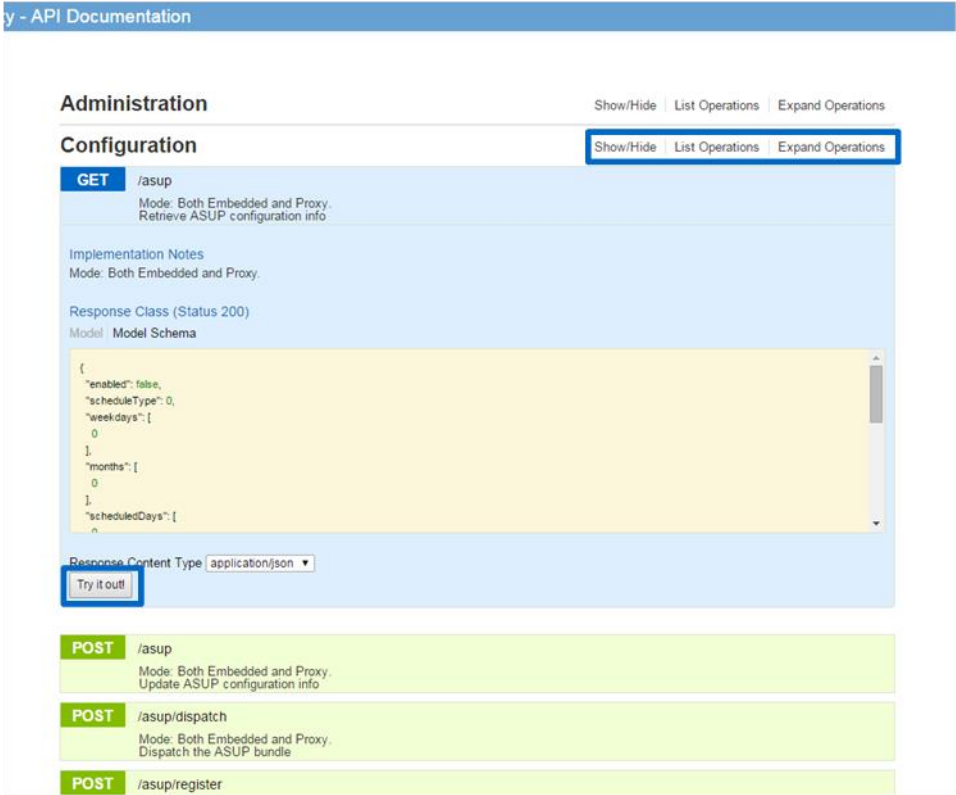 y - API Documentation
Administration
Show/Hide List Operations Expand Operations
Configuration
Show/Hide List Operations Expand Operations
GET /asup
Mode: Both Embedded and Proxy.
Retrieve ASUP configuration info
Implementation Notes
Mode: Both Embedded and Proxy.
Response Class (Status 200)
Model Model Schema
{
"enabled": false,
"scheduleType": 0,
"weekdays": [
0
],
"months": [
0
],
"scheduledDays": [
0
Response Content Type application/json
Try it out!
POST /asup
Mode: Both Embedded and Proxy.
Update ASUP configuration info
POST /asup/dispatch
Mode: Both Embedded and Proxy.
Dispatch the ASUP bundle
POST /asup/register